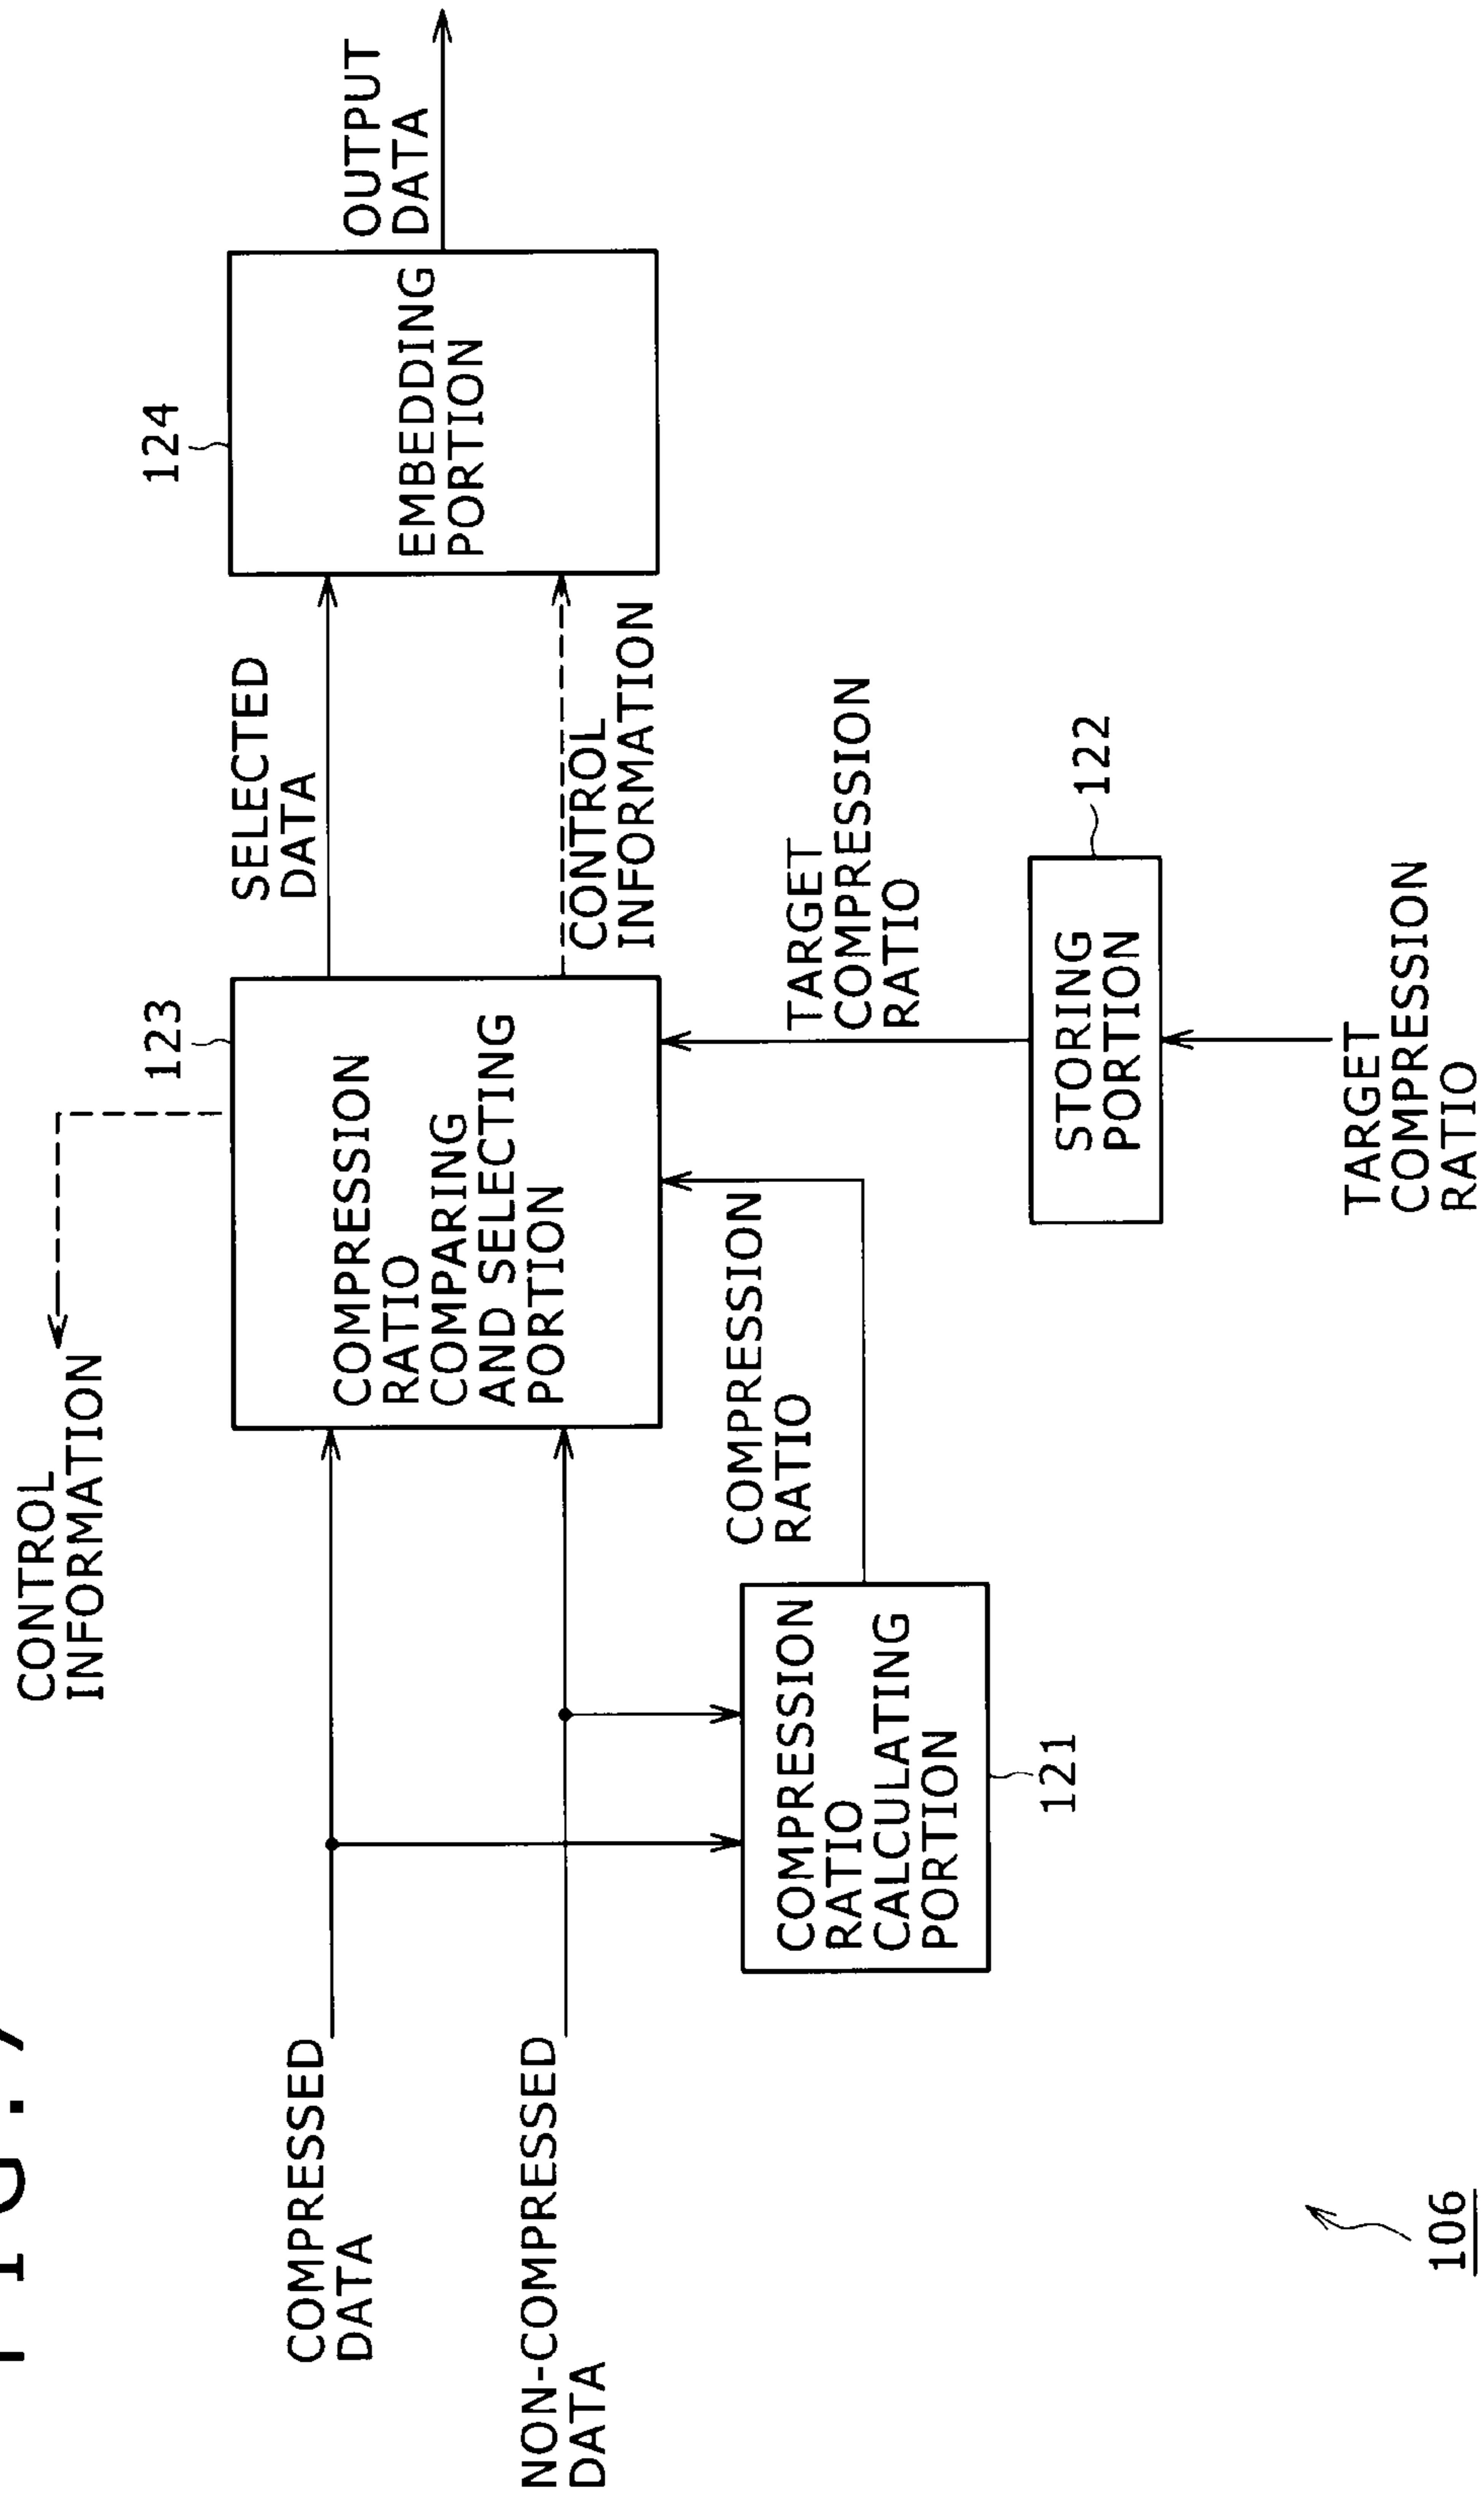 CONTROL
INFORMATION
123
124
COMPRESSED
DATA
NON-COMPRESSED
DATA
COMPRESSION
RATIO
COMPARING
AND SELECTING
PORTION
SELECTED
DATA
CONTROL
INFORMATION
EMBEDDING
PORTION
OUTPUT
DATA
COMPRESSION
RATIO
TARGET
COMPRESSION
RATIO
COMPRESSION
RATIO
CALCULATING
PORTION
121
STORING
PORTION
122
TARGET
COMPRESSION
RATIO
106